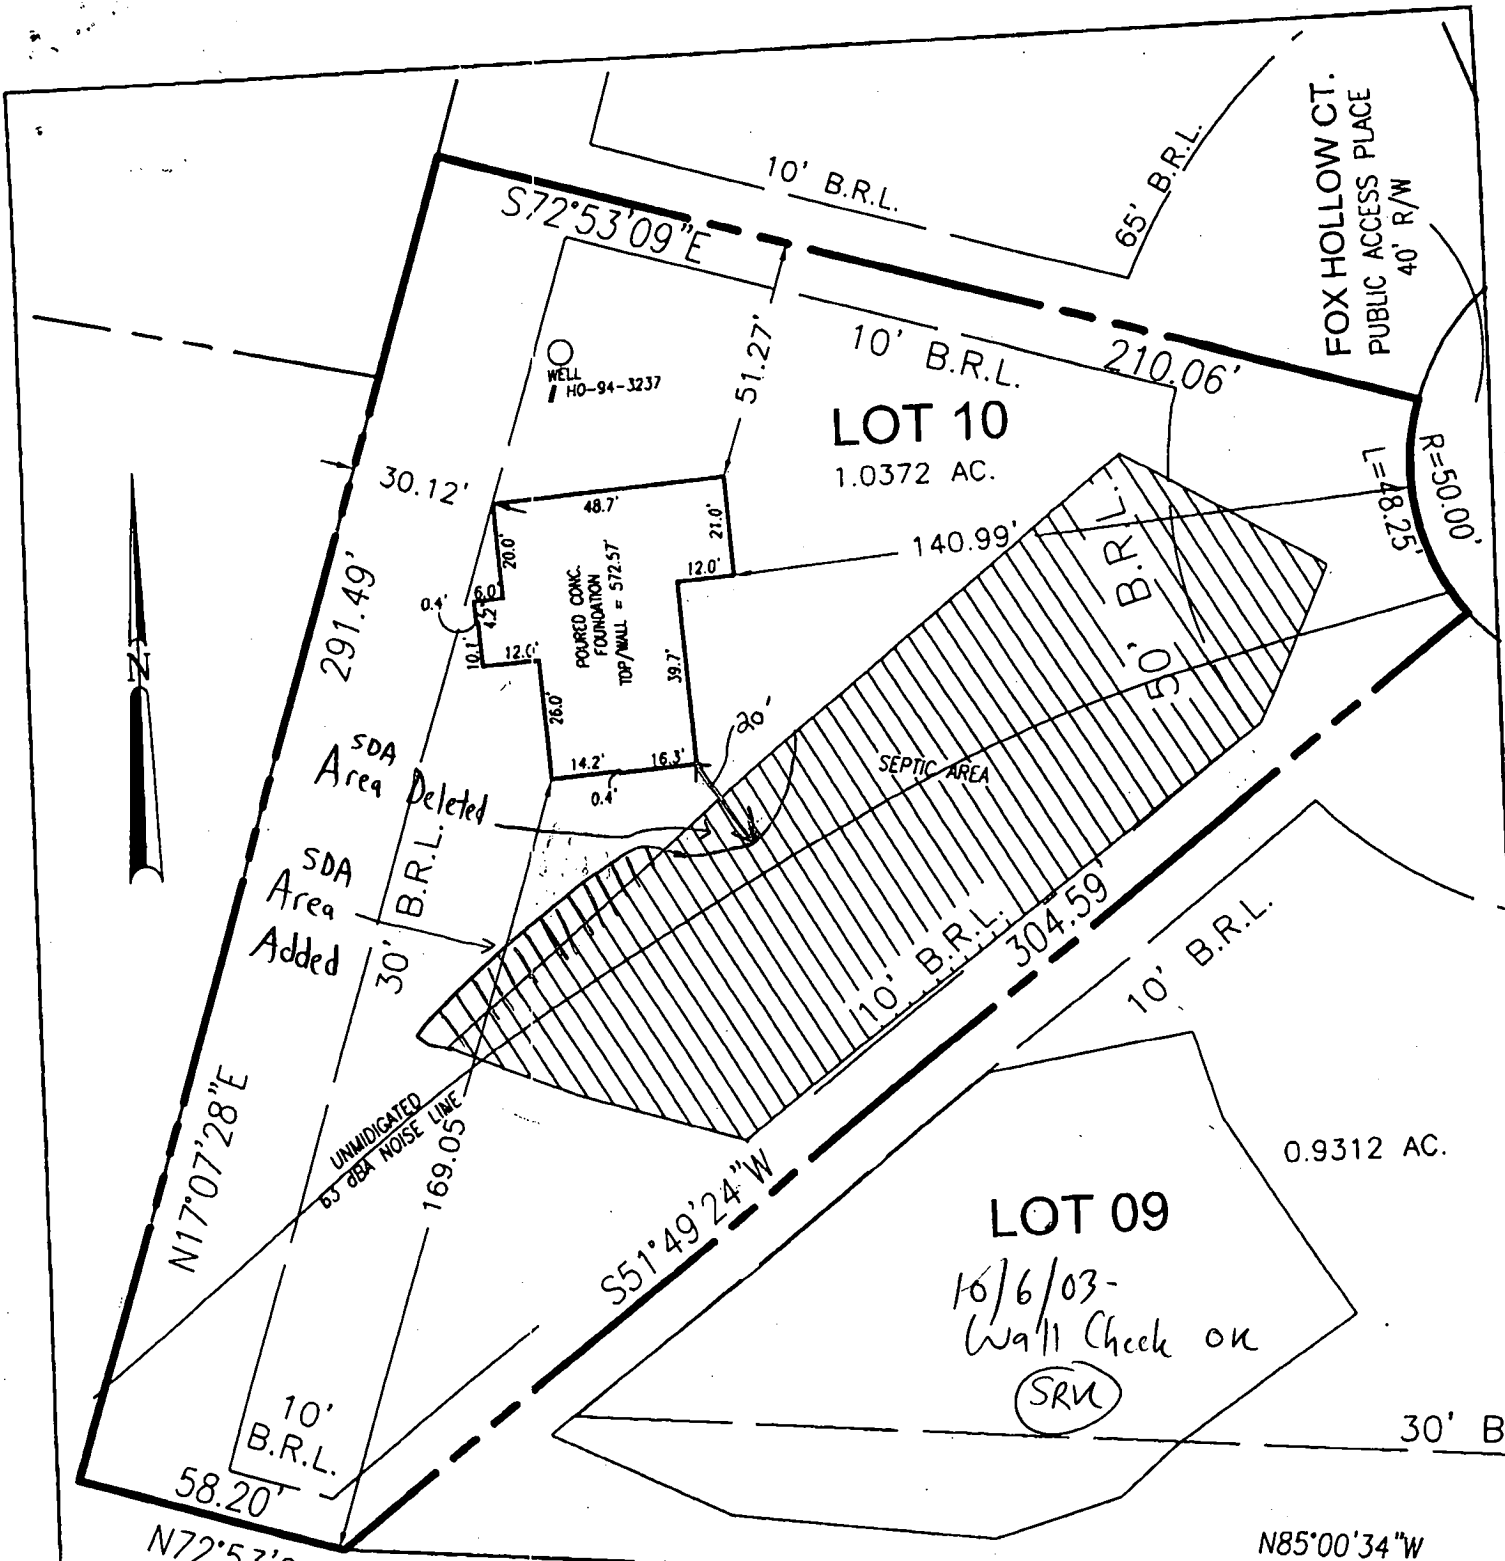 FOX HOLLOW CT.
PUBLIC ACCESS PLACE
40' R/W
10' B.R.L.
65' B.R.L.
S72°53'09"E
210.06'
10' B.R.L.
51.27'
WELL
HO-94-3237
LOT 10
1.0372 AC.
R=50.00'
L=48.25'
30.12'
48.7'
21.0'
20.0'
140.99'
12.0'
50' B.R.L.
6.0'
4.2'
0.4'
10.1'
12.0'
POURED CONC.
FOUNDATION
TOP/WALL = 572.57'
39.7'
26.0'
14.2'
16.3'
0.4'
20'
291.49'
N
SEPTIC AREA
SDA
Area Deleted
SDA
Area
Added
30' B.R.L.
10' B.R.L.
304.59'
10' B.R.L.
UNMIDIGATED
65 dBA NOISE LINE
169.05'
N17°07'28"E
S51°49'24"W
0.9312 AC.
LOT 09
10/6/03-
Wall Check OK
SRK
10'
B.R.L.
58.20'
30' B
N85°00'34"W